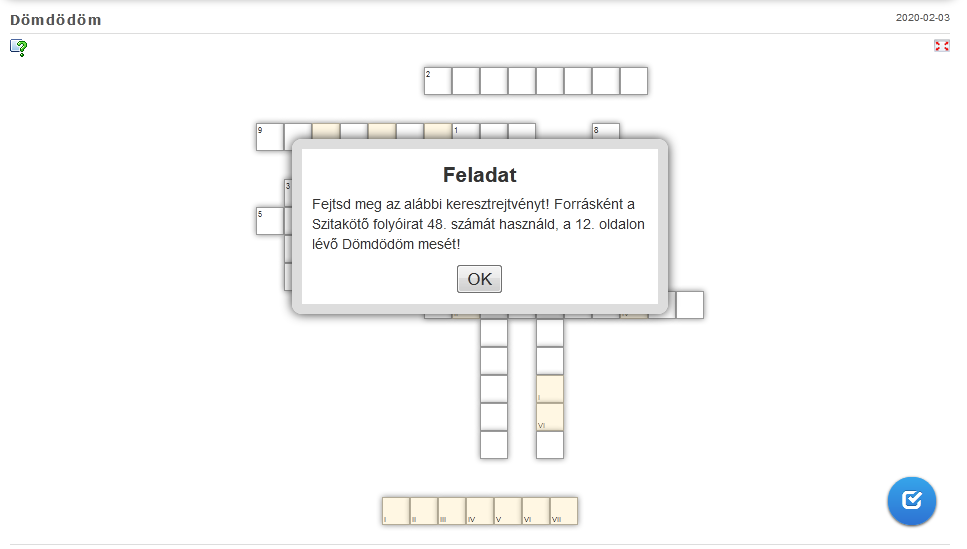 Dömdödöm
2020-02-03
2
9
1
8
3
5
Feladat
Fejtsd meg az alábbi keresztrejtvényt! Forrásként a
Szitakötő folyóirat 48. számát használd, a 12. oldalon
lévő Dömdödöm mesét!
OK
I
VI
I II III IV V VI VII